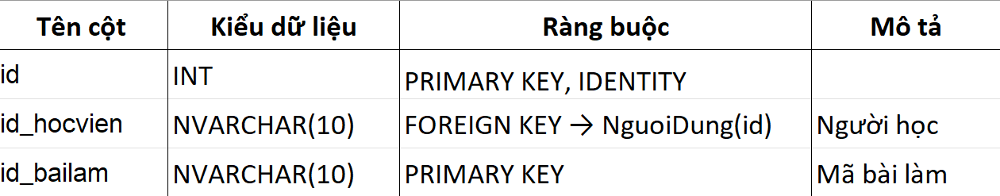 Tên cột Kiểu dữ liệu Ràng buộc Mô tả
id INT PRIMARY KEY, IDENTITY
id_hocvien NVARCHAR(10) FOREIGN KEY → NguoiDung(id) Người học
id_bailam NVARCHAR(10) PRIMARY KEY Mã bài làm